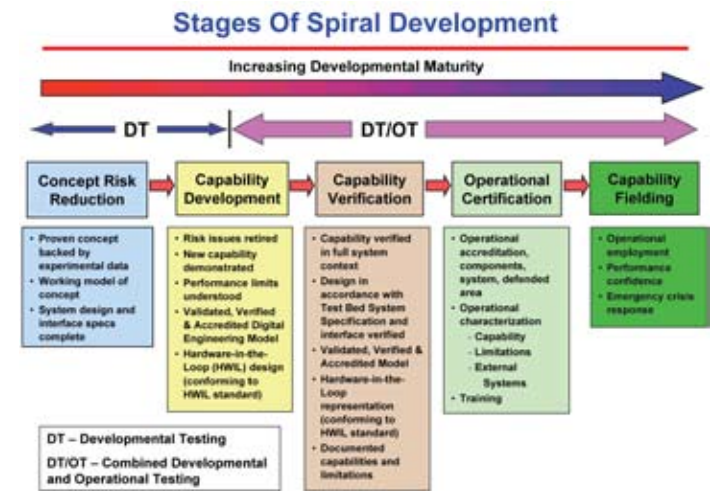 Stages Of Spiral Development
Increasing Developmental Maturity
DT
DT/OT
Concept Risk
Reduction
Capability
Development
Capability
Verification
Operational
Certification
Capability
Fielding
• Proven concept
backed by
experimental data
• Working model of
concept
• System design and
interface specs
complete
• Risk issues retired
• New capability
demonstrated
• Performance limits
understood
• Validated, Verified
& Accredited Digital
Engineering Model
• Hardware-in-the-
Loop (HWIL) design
(conforming to
HWIL standard)
• Capability verified
in full system
context
• Design in
accordance with
Test Bed System
Specification and
interface verified
• Validated, Verified &
Accredited Model
• Hardware-in-the-
Loop
representation
(conforming to
HWIL standard)
• Documented
capabilities and
limitations
• Operational
accreditation,
components,
system, defended
area
• Operational
characterization
- Capability
- Limitations
- External
Systems
• Training
• Operational
employment
• Performance
confidence
• Emergency crisis
response
DT – Developmental Testing
DT/OT – Combined Developmental
and Operational Testing